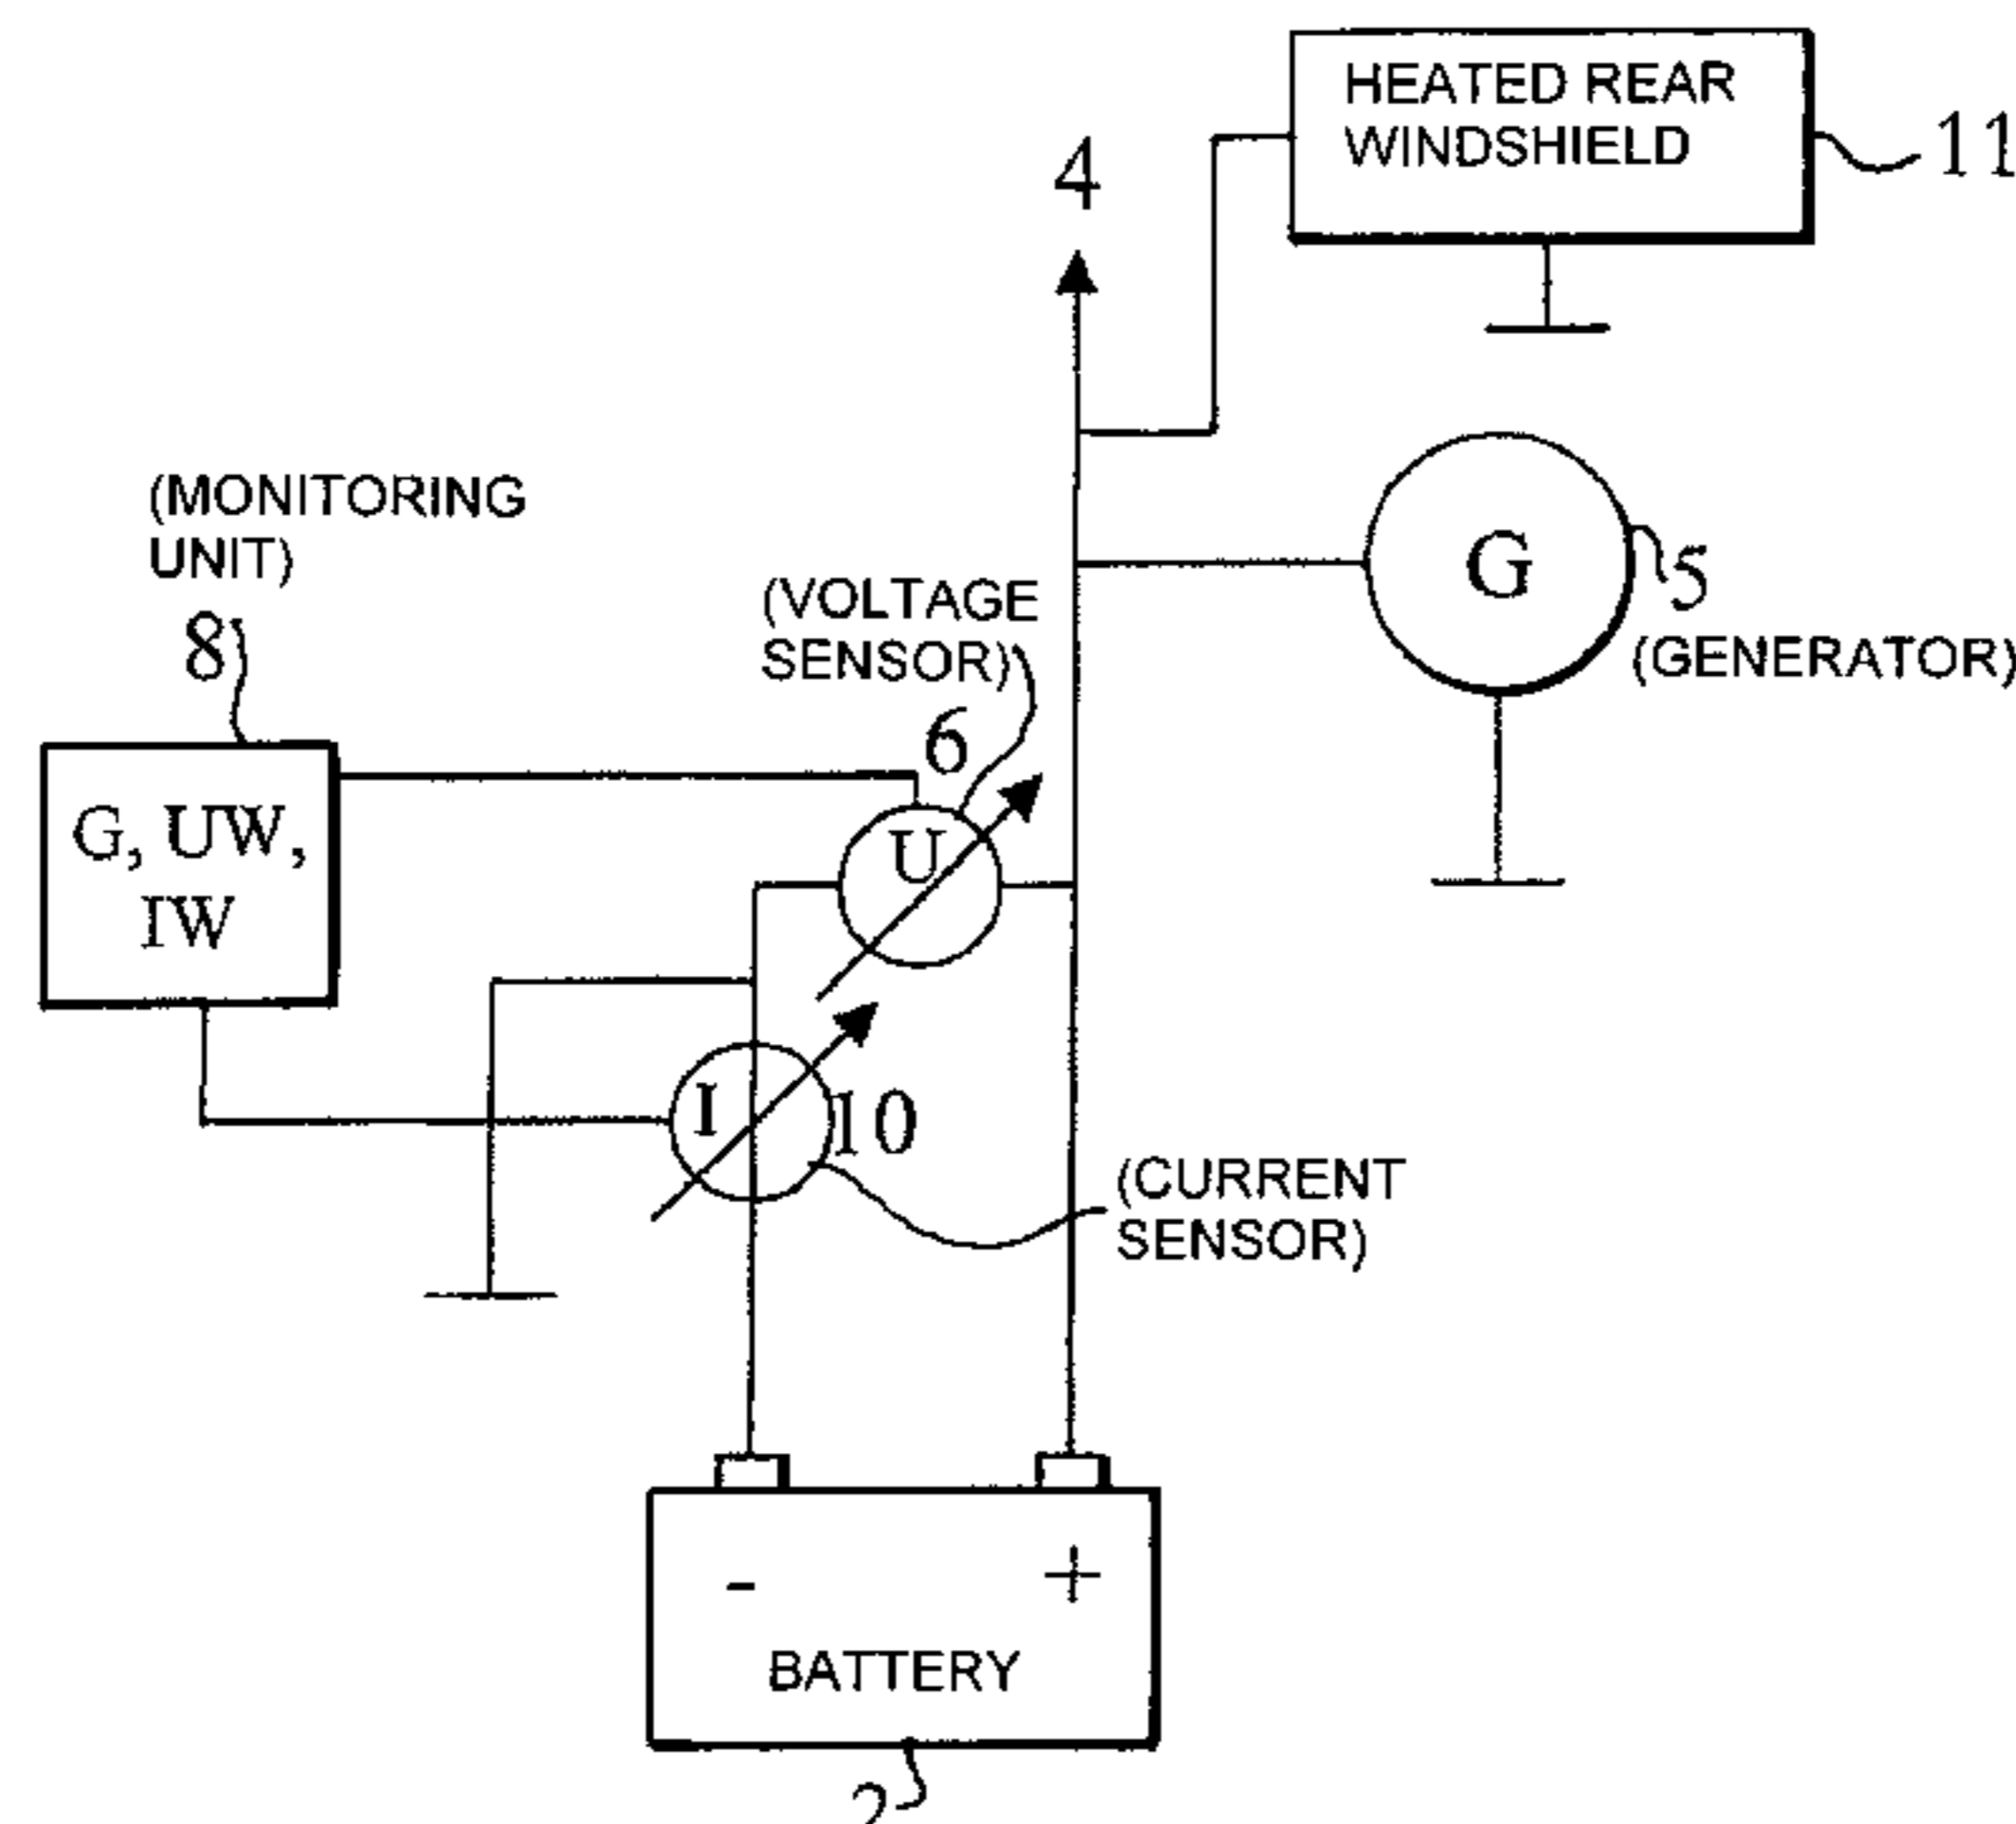 HEATED REAR
WINDSHIELD
11
4
(MONITORING
UNIT)
8
(VOLTAGE
SENSOR)
6
G
5
(GENERATOR)
G, UW,
IW
U
I
10
(CURRENT
SENSOR)
- +
BATTERY
2